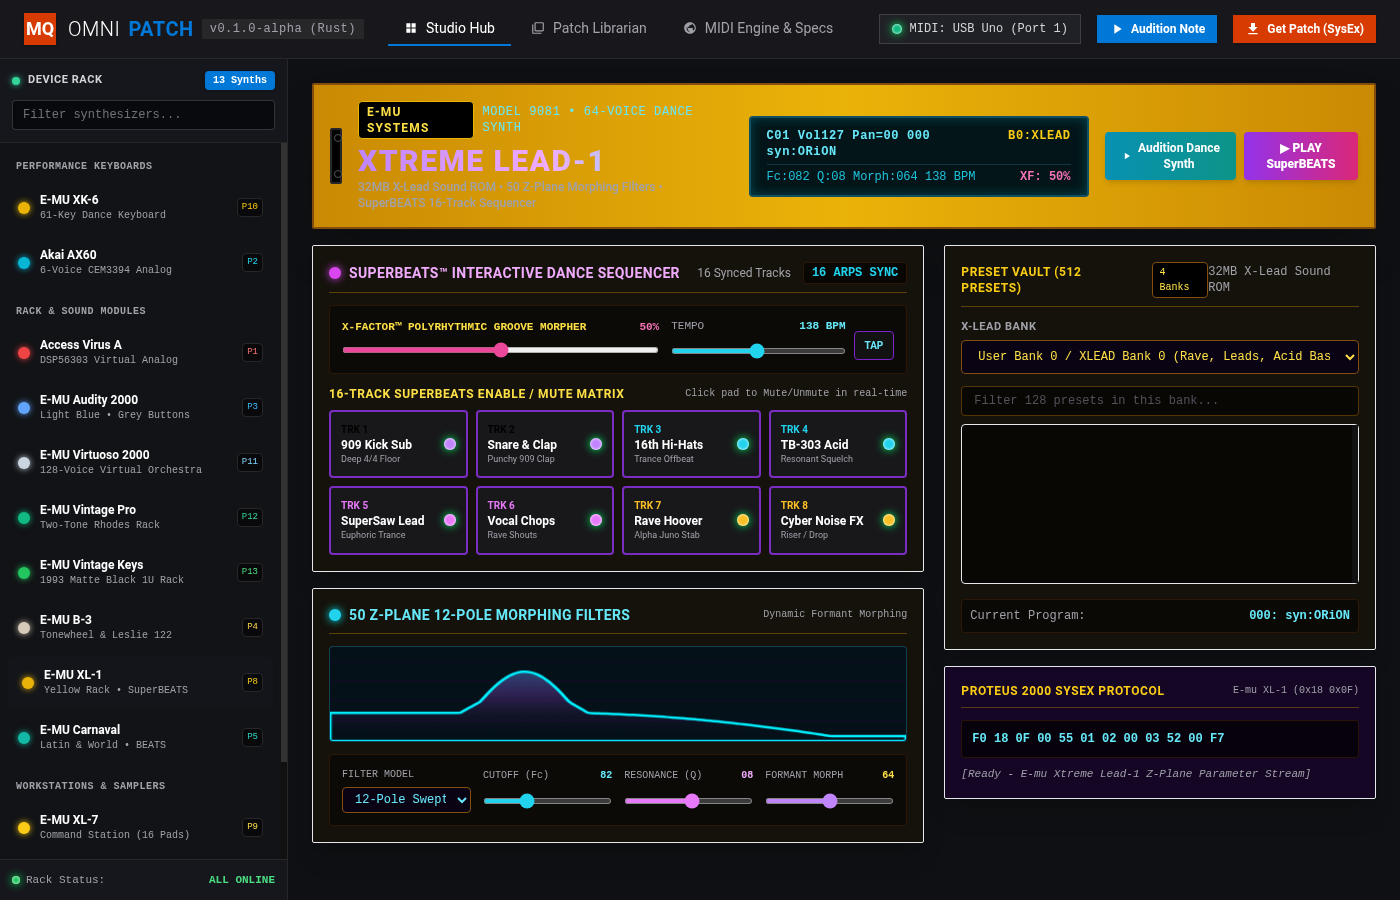 MQ OMNI PATCH v0.1.0-alpha (Rust)
Studio Hub
Patch Librarian
MIDI Engine & Specs
MIDI: USB Uno (Port 1)
Audition Note
Get Patch (SysEx)
DEVICE RACK
13 Synths
Filter synthesizers...
PERFORMANCE KEYBOARDS
E-MU XK-6
61-Key Dance Keyboard
P10
Akai AX60
6-Voice CEM3394 Analog
P2
RACK & SOUND MODULES
Access Virus A
DSP56303 Virtual Analog
P1
E-MU Audity 2000
Light Blue • Grey Buttons
P3
E-MU Virtuoso 2000
128-Voice Virtual Orchestra
P11
E-MU Vintage Pro
Two-Tone Rhodes Rack
P12
E-MU Vintage Keys
1993 Matte Black 1U Rack
P13
E-MU B-3
Tonewheel & Leslie 122
P4
E-MU XL-1
Yellow Rack • SuperBEATS
P8
E-MU Carnaval
Latin & World • BEATS
P5
WORKSTATIONS & SAMPLERS
E-MU XL-7
Command Station (16 Pads)
P9
Rack Status:
ALL ONLINE
E-MU
SYSTEMS
MODEL 9081 • 64-VOICE DANCE
SYNTH
XTREME LEAD-1
32MB X-Lead Sound ROM • 50 Z-Plane Morphing Filters •
SuperBEATS 16-Track Sequencer
C01 Vol127 Pan=00 000
syn:ORiON
B0:XLEAD
Fc:082 Q:08 Morph:064 138 BPM
XF: 50%
Audition Dance
Synth
▶ PLAY
SuperBEATS
SUPERBEATS™ INTERACTIVE DANCE SEQUENCER
16 Synced Tracks
16 ARPS SYNC
X-FACTOR™ POLYRHYTHMIC GROOVE MORPHER
50%
TEMPO
138 BPM
TAP
16-TRACK SUPERBEATS ENABLE / MUTE MATRIX
Click pad to Mute/Unmute in real-time
TRK 1
909 Kick Sub
Deep 4/4 Floor
TRK 2
Snare & Clap
Punchy 909 Clap
TRK 3
16th Hi-Hats
Trance Offbeat
TRK 4
TB-303 Acid
Resonant Squelch
TRK 5
SuperSaw Lead
Euphoric Trance
TRK 6
Vocal Chops
Rave Shouts
TRK 7
Rave Hoover
Alpha Juno Stab
TRK 8
Cyber Noise FX
Riser / Drop
50 Z-PLANE 12-POLE MORPHING FILTERS
Dynamic Formant Morphing
FILTER MODEL
12-Pole Swept
CUTOFF (Fc)
82
RESONANCE (Q)
08
FORMANT MORPH
64
PRESET VAULT (512
PRESETS)
4
Banks
32MB X-Lead Sound
ROM
X-LEAD BANK
User Bank 0 / XLEAD Bank 0 (Rave, Leads, Acid Bas
Filter 128 presets in this bank...
Current Program:
000: syn:ORiON
PROTEUS 2000 SYSEX PROTOCOL
E-mu XL-1 (0x18 0x0F)
F0 18 0F 00 55 01 02 00 03 52 00 F7
[Ready - E-mu Xtreme Lead-1 Z-Plane Parameter Stream]